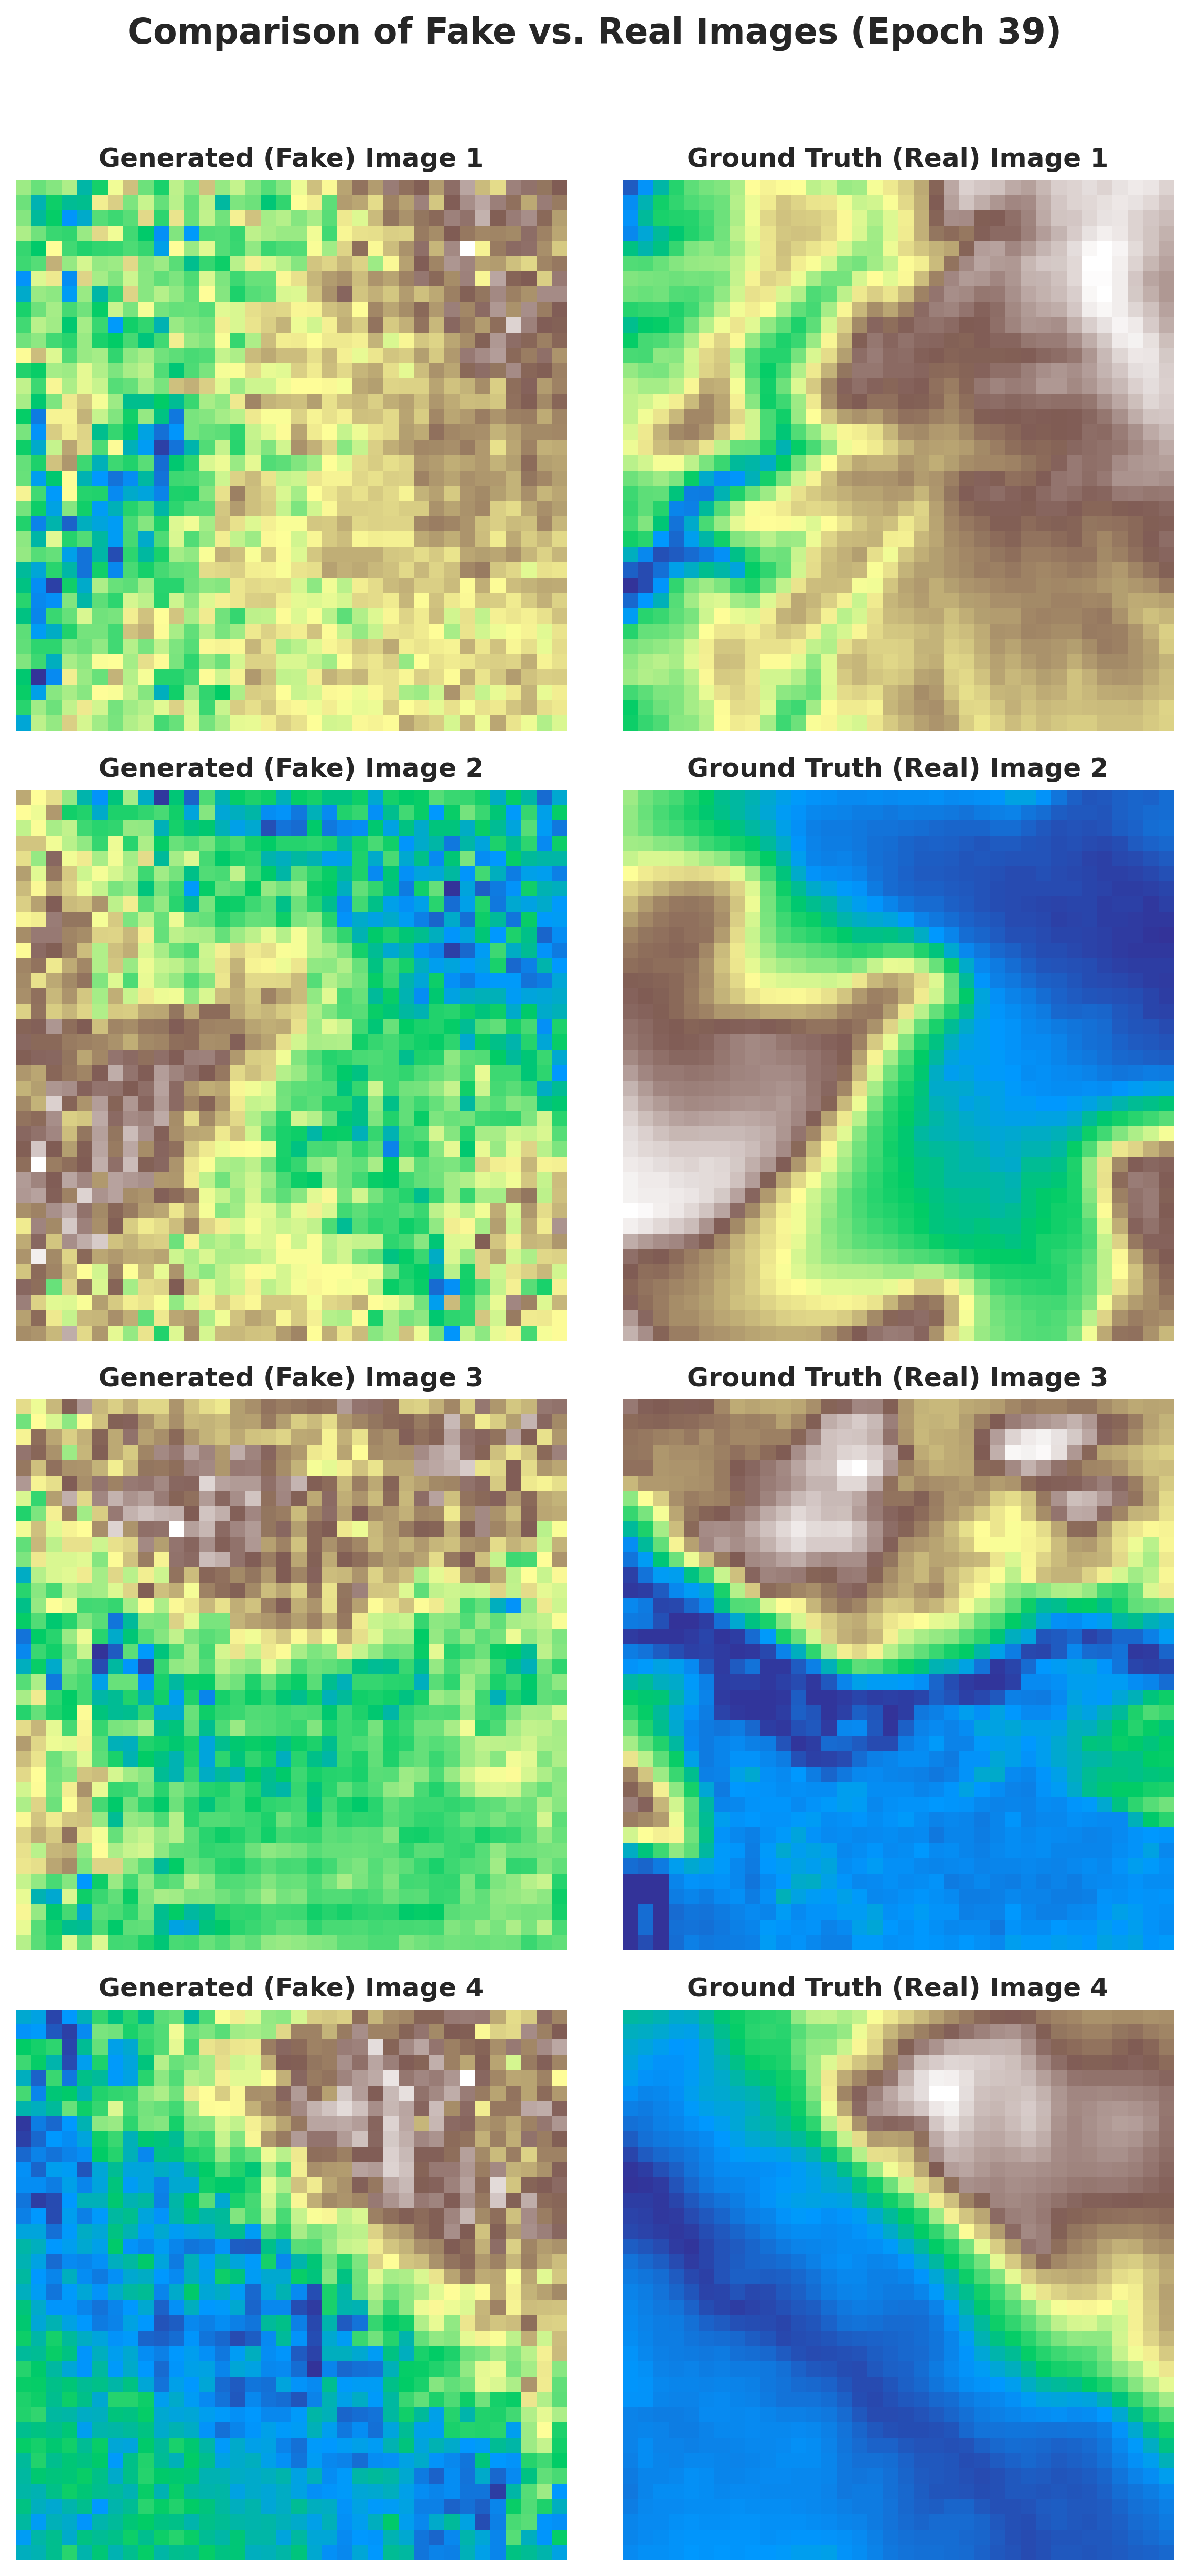 Comparison of Fake vs. Real Images (Epoch 39)
Generated (Fake) Image 1
Ground Truth (Real) Image 1
Generated (Fake) Image 2
Ground Truth (Real) Image 2
Generated (Fake) Image 3
Ground Truth (Real) Image 3
Generated (Fake) Image 4
Ground Truth (Real) Image 4